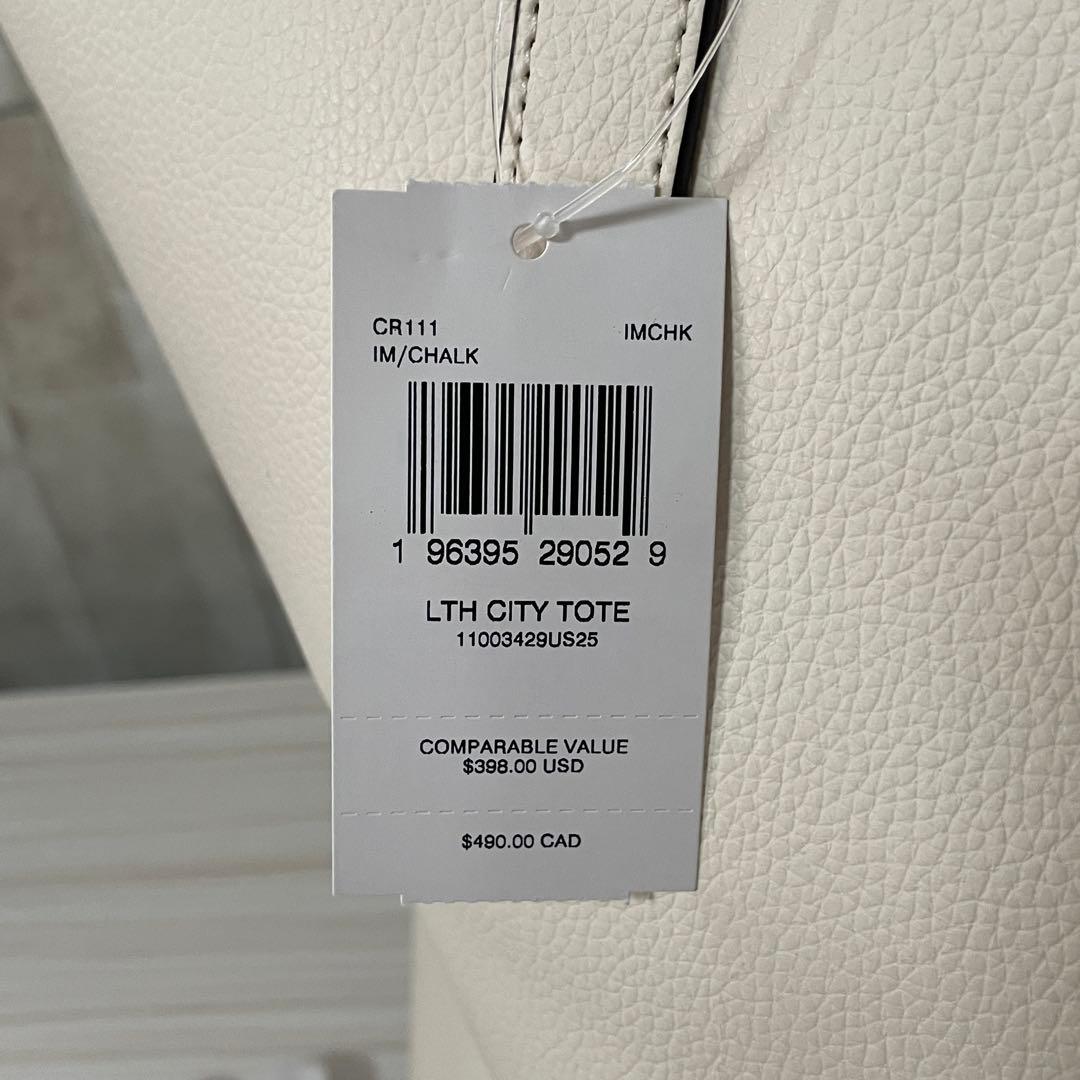 CR111
IMCHK
IM/CHALK
1 96395 29052 9
LTH CITY TOTE
11003429US25
COMPARABLE VALUE
$398.00 USD
$490.00 CAD